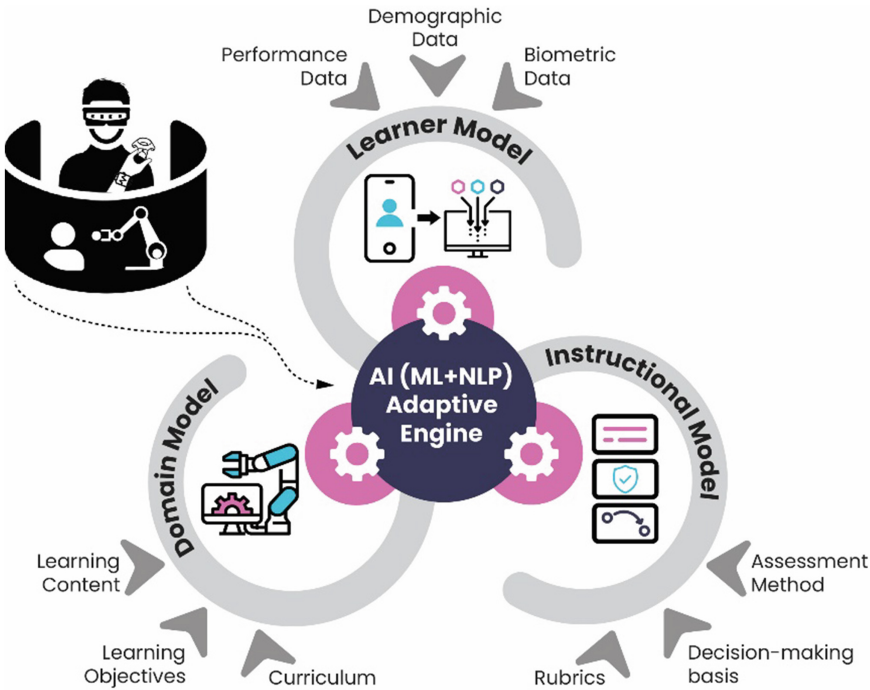 Demographic
Data
Performance
Data
Biometric
Data
Learner Model
AI (ML+NLP)
Adaptive
Engine
Instructional Model
Domain Model
Learning
Content
Learning
Objectives
Curriculum
Assessment
Method
Decision-making
basis
Rubrics